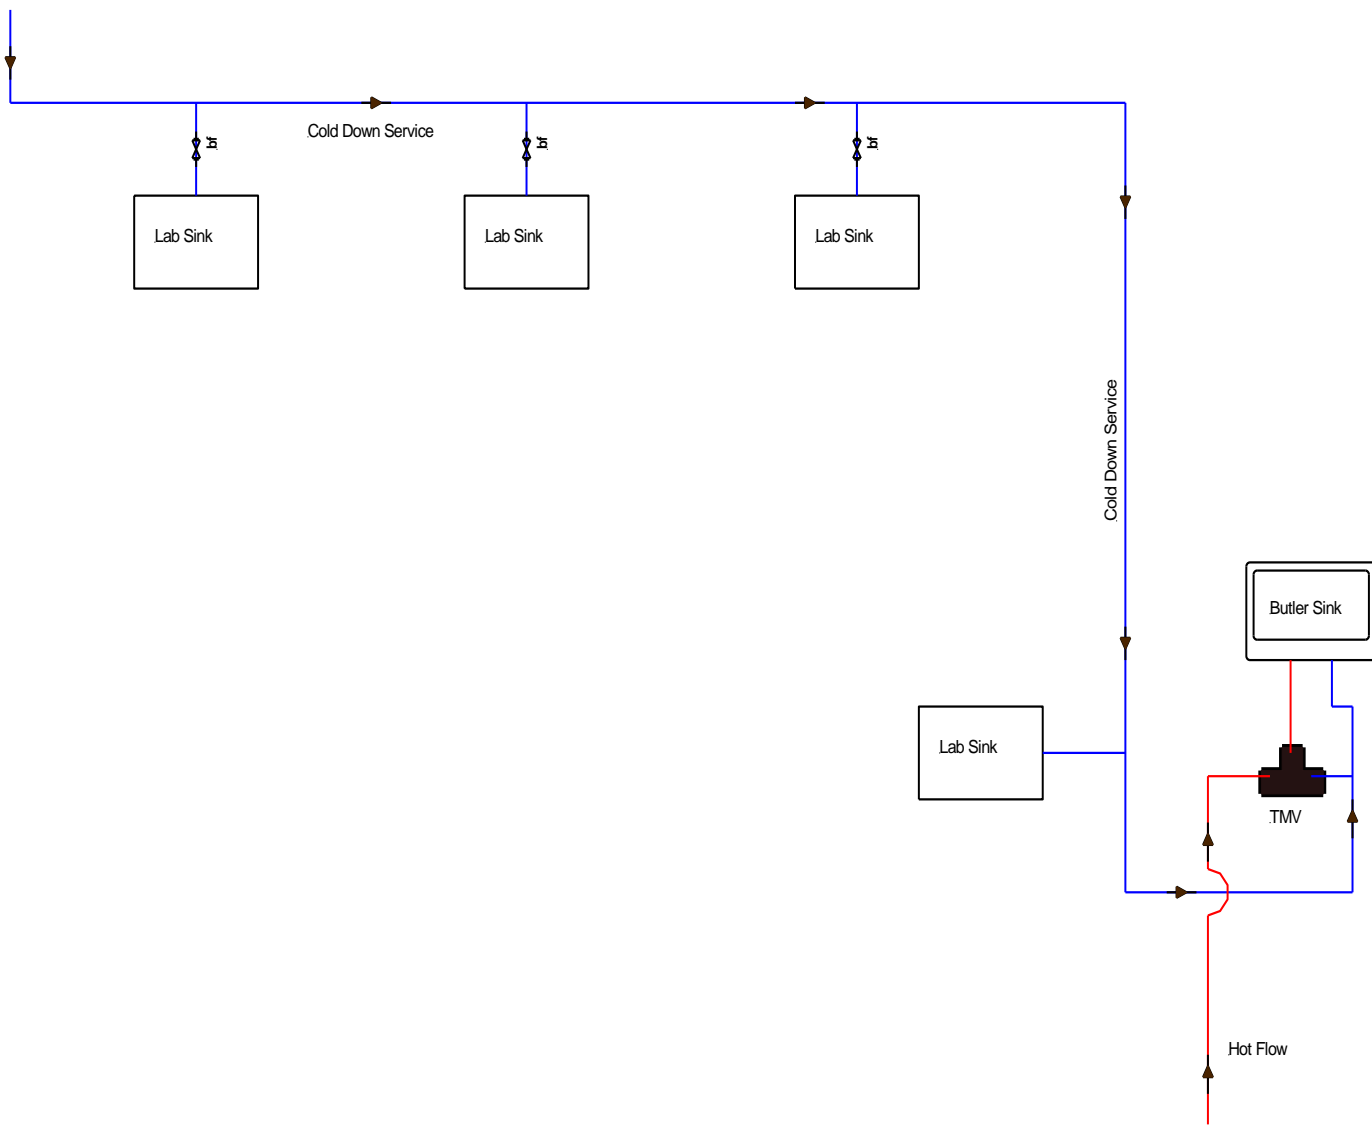 Cold Down Service
bf
bf
bf
Lab Sink
Lab Sink
Lab Sink
Cold Down Service
Butler Sink
Lab Sink
TMV
Hot Flow